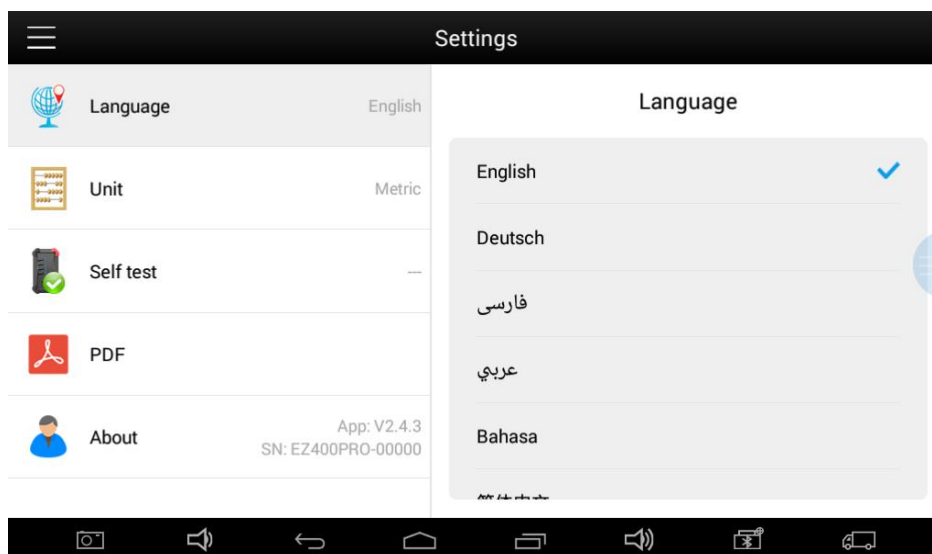 Settings
Language
English
Unit
Metric
Self test
---
PDF
About
App: V2.4.3
SN: EZ400PRO-00000
Language
English
Deutsch
فارسی
عربي
Bahasa